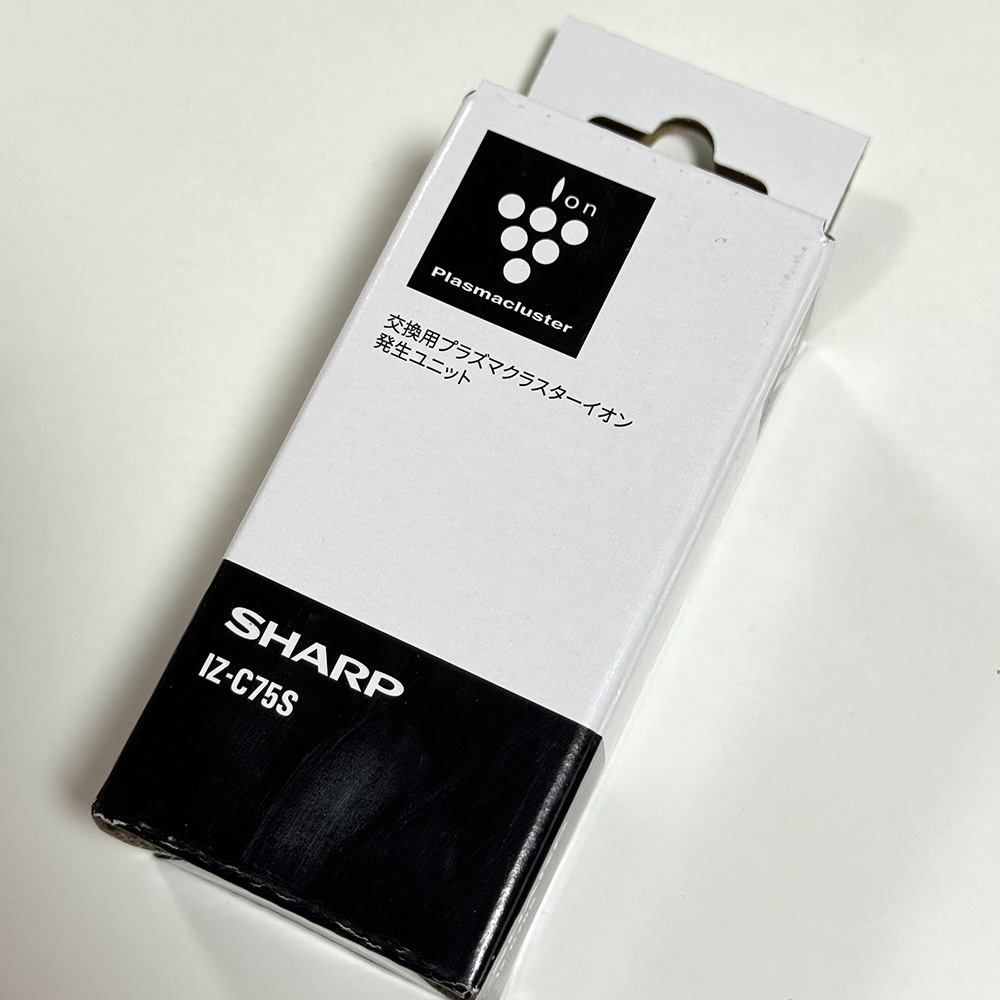 Ion
Plasmacluster
交換用プラズマクラスターイオン
発生ユニット
SHARP
IZ-C75S